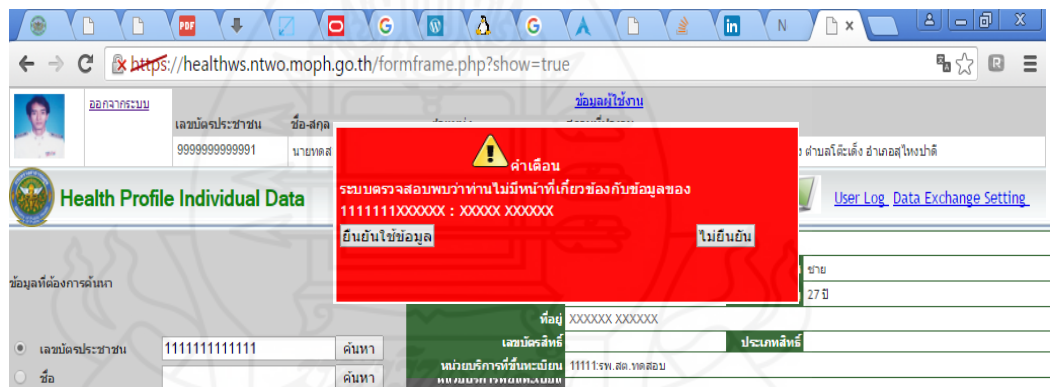 PDF
G
G
in
N
https://healthws.ntwo.moph.go.th/formframe.php?show=true
R
ออกจากระบบ
ข้อมูลผู้ใช้งาน
เลขบัตรประชาชน ชื่อ-สกุล
9999999999991 นายทดส ง ตำบลโต๊ะเด็ง อำเภอสุไหงปาดี
คำเตือน
ระบบตรวจสอบพบว่าท่านไม่มีหน้าที่เกี่ยวข้องกับข้อมูลของ
1111111XXXXXX : XXXXX XXXXXX
ยืนยันใช้ข้อมูล ไม่ยืนยัน
Health Profile Individual Data
User Log Data Exchange Setting
ข้อมูลที่ต้องการค้นหา
ชาย
27 ปี
ที่อยู่ XXXXXX XXXXXX
เลขบัตรสิทธิ์ ประเภทสิทธิ์
เลขบัตรประชาชน 1111111111111 ค้นหา
หน่วยบริการที่ขึ้นทะเบียน 11111:รพ.สต.ทดสอบ
ชื่อ ค้นหา